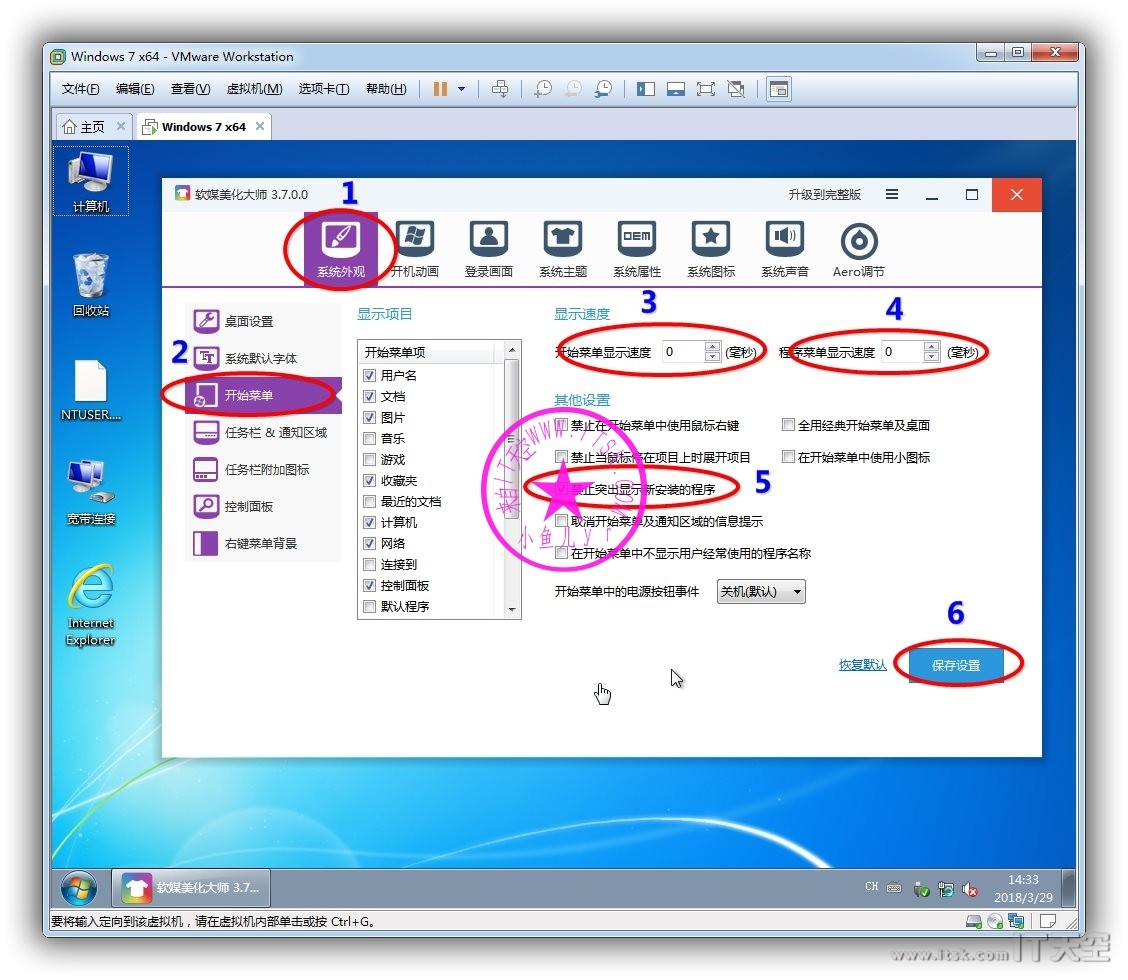 Windows 7 x64 - VMware Workstation
文件(F) 编辑(E) 查看(V) 虚拟机(M) 选项卡(T) 帮助(H)
主页 Windows 7 x64
计算机
回收站
NTUSER....
宽带连接
Internet Explorer
软媒美化大师 3.7.0.0
升级到完整版
1
系统外观 开机动画 登录画面 系统主题 系统属性 系统图标 系统声音 Aero调节
OEM
桌面设置
2
系统默认字体
开始菜单
任务栏 & 通知区域
任务栏附加图标
控制面板
右键菜单背景
显示项目
开始菜单项
用户名
文档
图片
音乐
游戏
收藏夹
最近的文档
计算机
网络
连接到
控制面板
默认程序
显示速度
3
4
开始菜单显示速度 0 (毫秒) 程序菜单显示速度 0 (毫秒)
其他设置
禁止在开始菜单中使用鼠标右键 全用经典开始菜单及桌面
禁止当鼠标停在项目上时展开项目 在开始菜单中使用小图标
禁止突出显示新安装的程序
5
取消开始菜单及通知区域的信息提示
在开始菜单中不显示用户经常使用的程序名称
开始菜单中的电源按钮事件 关机(默认)
6
恢复默认 保存设置
来自IT天空WWW.ITSK.COM
小鱼儿yr
软媒美化大师 3.7...
CH
14:33
2018/3/29
要将输入定向到该虚拟机，请在虚拟机内部单击或按 Ctrl+G。
www.itsk.com IT天空